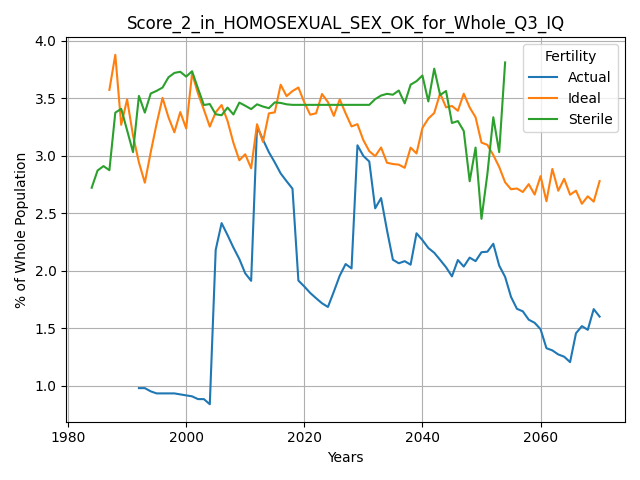 Score_2_in_HOMOSEXUAL_SEX_OK_for_Whole_Q3_IQ
Fertility
Actual
Ideal
Sterile
% of Whole Population
4.0
3.5
3.0
2.5
2.0
1.5
1.0
1980
2000
2020
2040
2060
Years